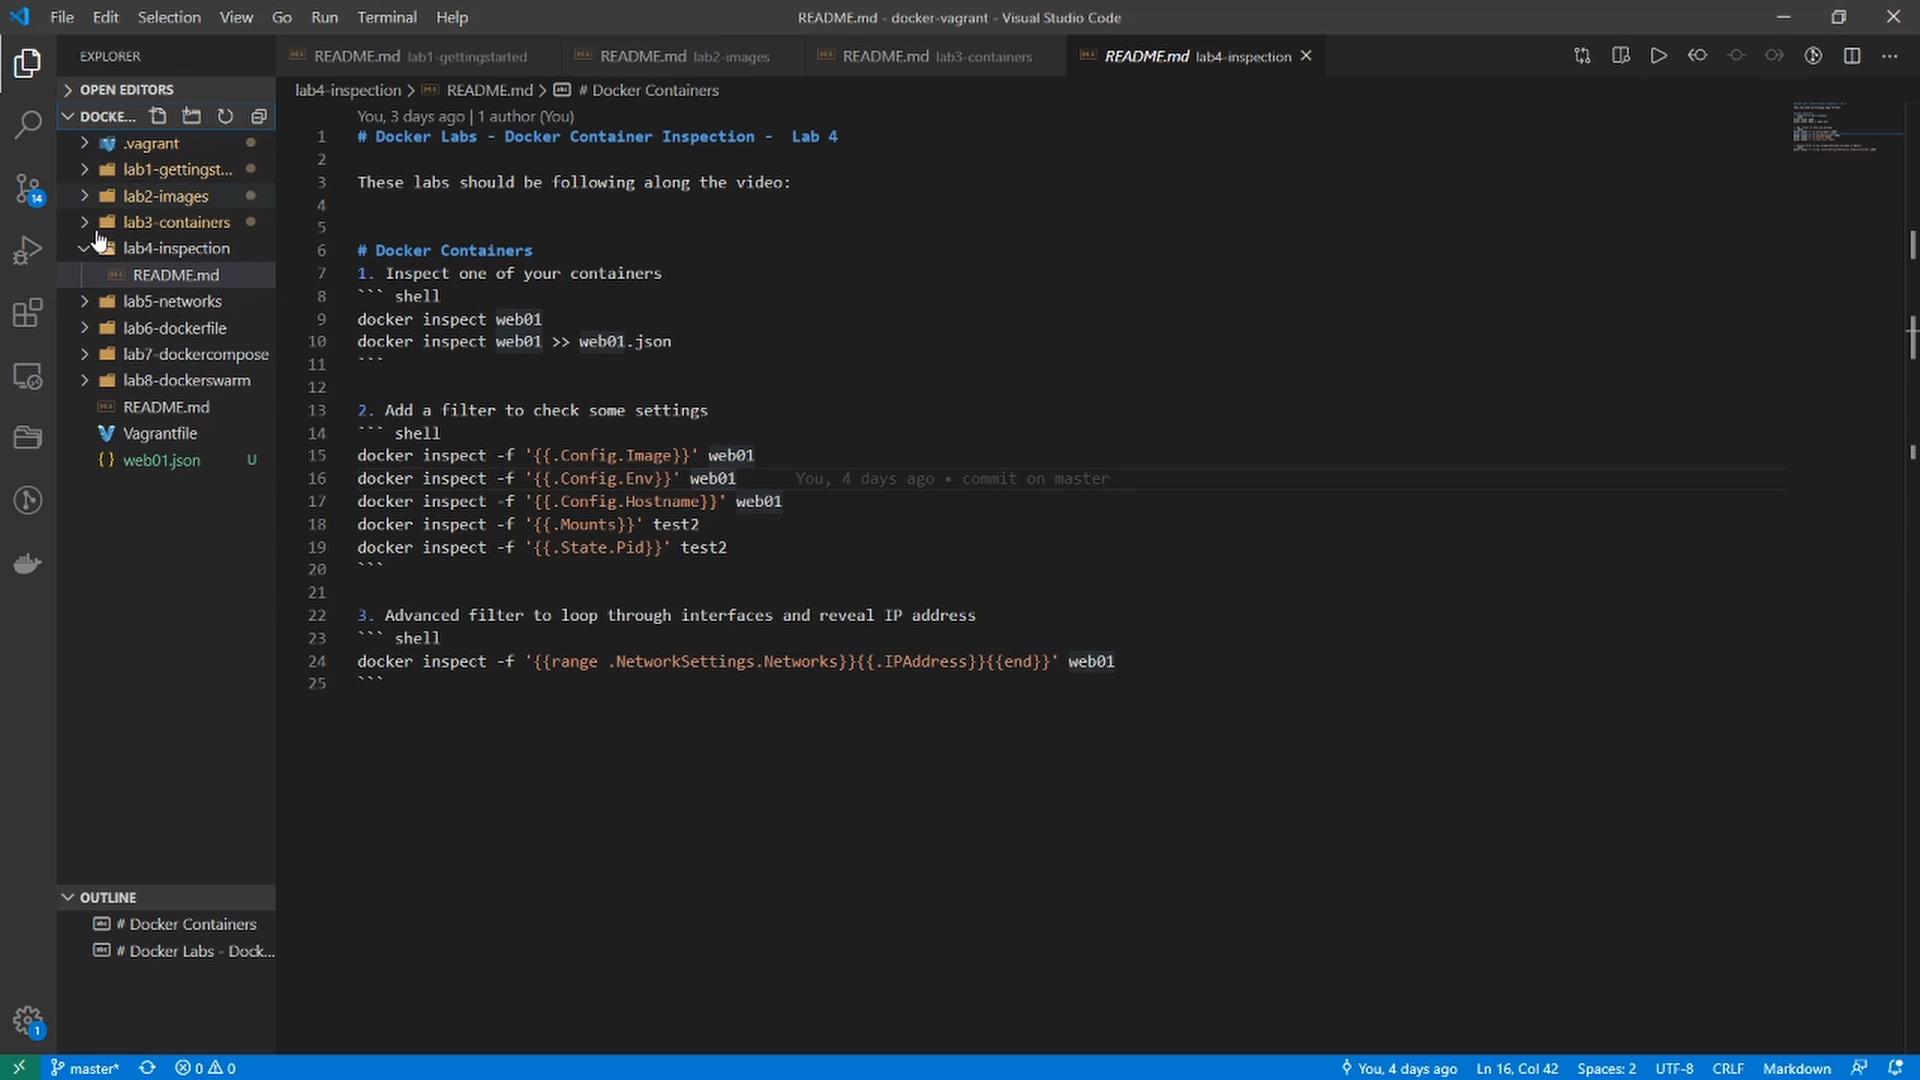 File Edit Selection View Go Run Terminal Help
README.md - docker-vagrant - Visual Studio Code
EXPLORER
README.md lab1-gettingstarted
README.md lab2-images
README.md lab3-containers
README.md lab4-inspection
OPEN EDITORS
DOCKE...
.vagrant
lab1-gettingst...
lab2-images
lab3-containers
lab4-inspection
README.md
lab5-networks
lab6-dockerfile
lab7-dockercompose
lab8-dockerswarm
README.md
Vagrantfile
{} web01.json U
14
OUTLINE
# Docker Containers
# Docker Labs - Dock...
1
lab4-inspection > README.md > # Docker Containers
You, 3 days ago | 1 author (You)
1 # Docker Labs - Docker Container Inspection - Lab 4
2
3 These labs should be following along the video:
4
5
6 # Docker Containers
7 1. Inspect one of your containers
8 ``` shell
9 docker inspect web01
10 docker inspect web01 >> web01.json
11 ```
12
13 2. Add a filter to check some settings
14 ``` shell
15 docker inspect -f '{{.Config.Image}}' web01
16 docker inspect -f '{{.Config.Env}}' web01 You, 4 days ago • commit on master
17 docker inspect -f '{{.Config.Hostname}}' web01
18 docker inspect -f '{{.Mounts}}' test2
19 docker inspect -f '{{.State.Pid}}' test2
20 ```
21
22 3. Advanced filter to loop through interfaces and reveal IP address
23 ``` shell
24 docker inspect -f '{{range .NetworkSettings.Networks}}{{.IPAddress}}{{end}}' web01
25 ```
master* 0 0 You, 4 days ago Ln 16, Col 42 Spaces: 2 UTF-8 CRLF Markdown